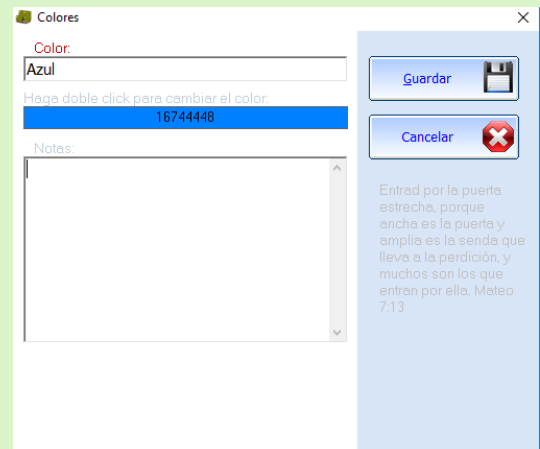 Colores
Color:
Azul
Haga doble click para cambiar el color:
16744448
Notas:
Guardar
Cancelar
Entrad por la puerta
estrecha, porque
ancha es la puerta y
amplia es la senda que
lleva a la perdición, y
muchos son los que
entran por ella. Mateo
7:13